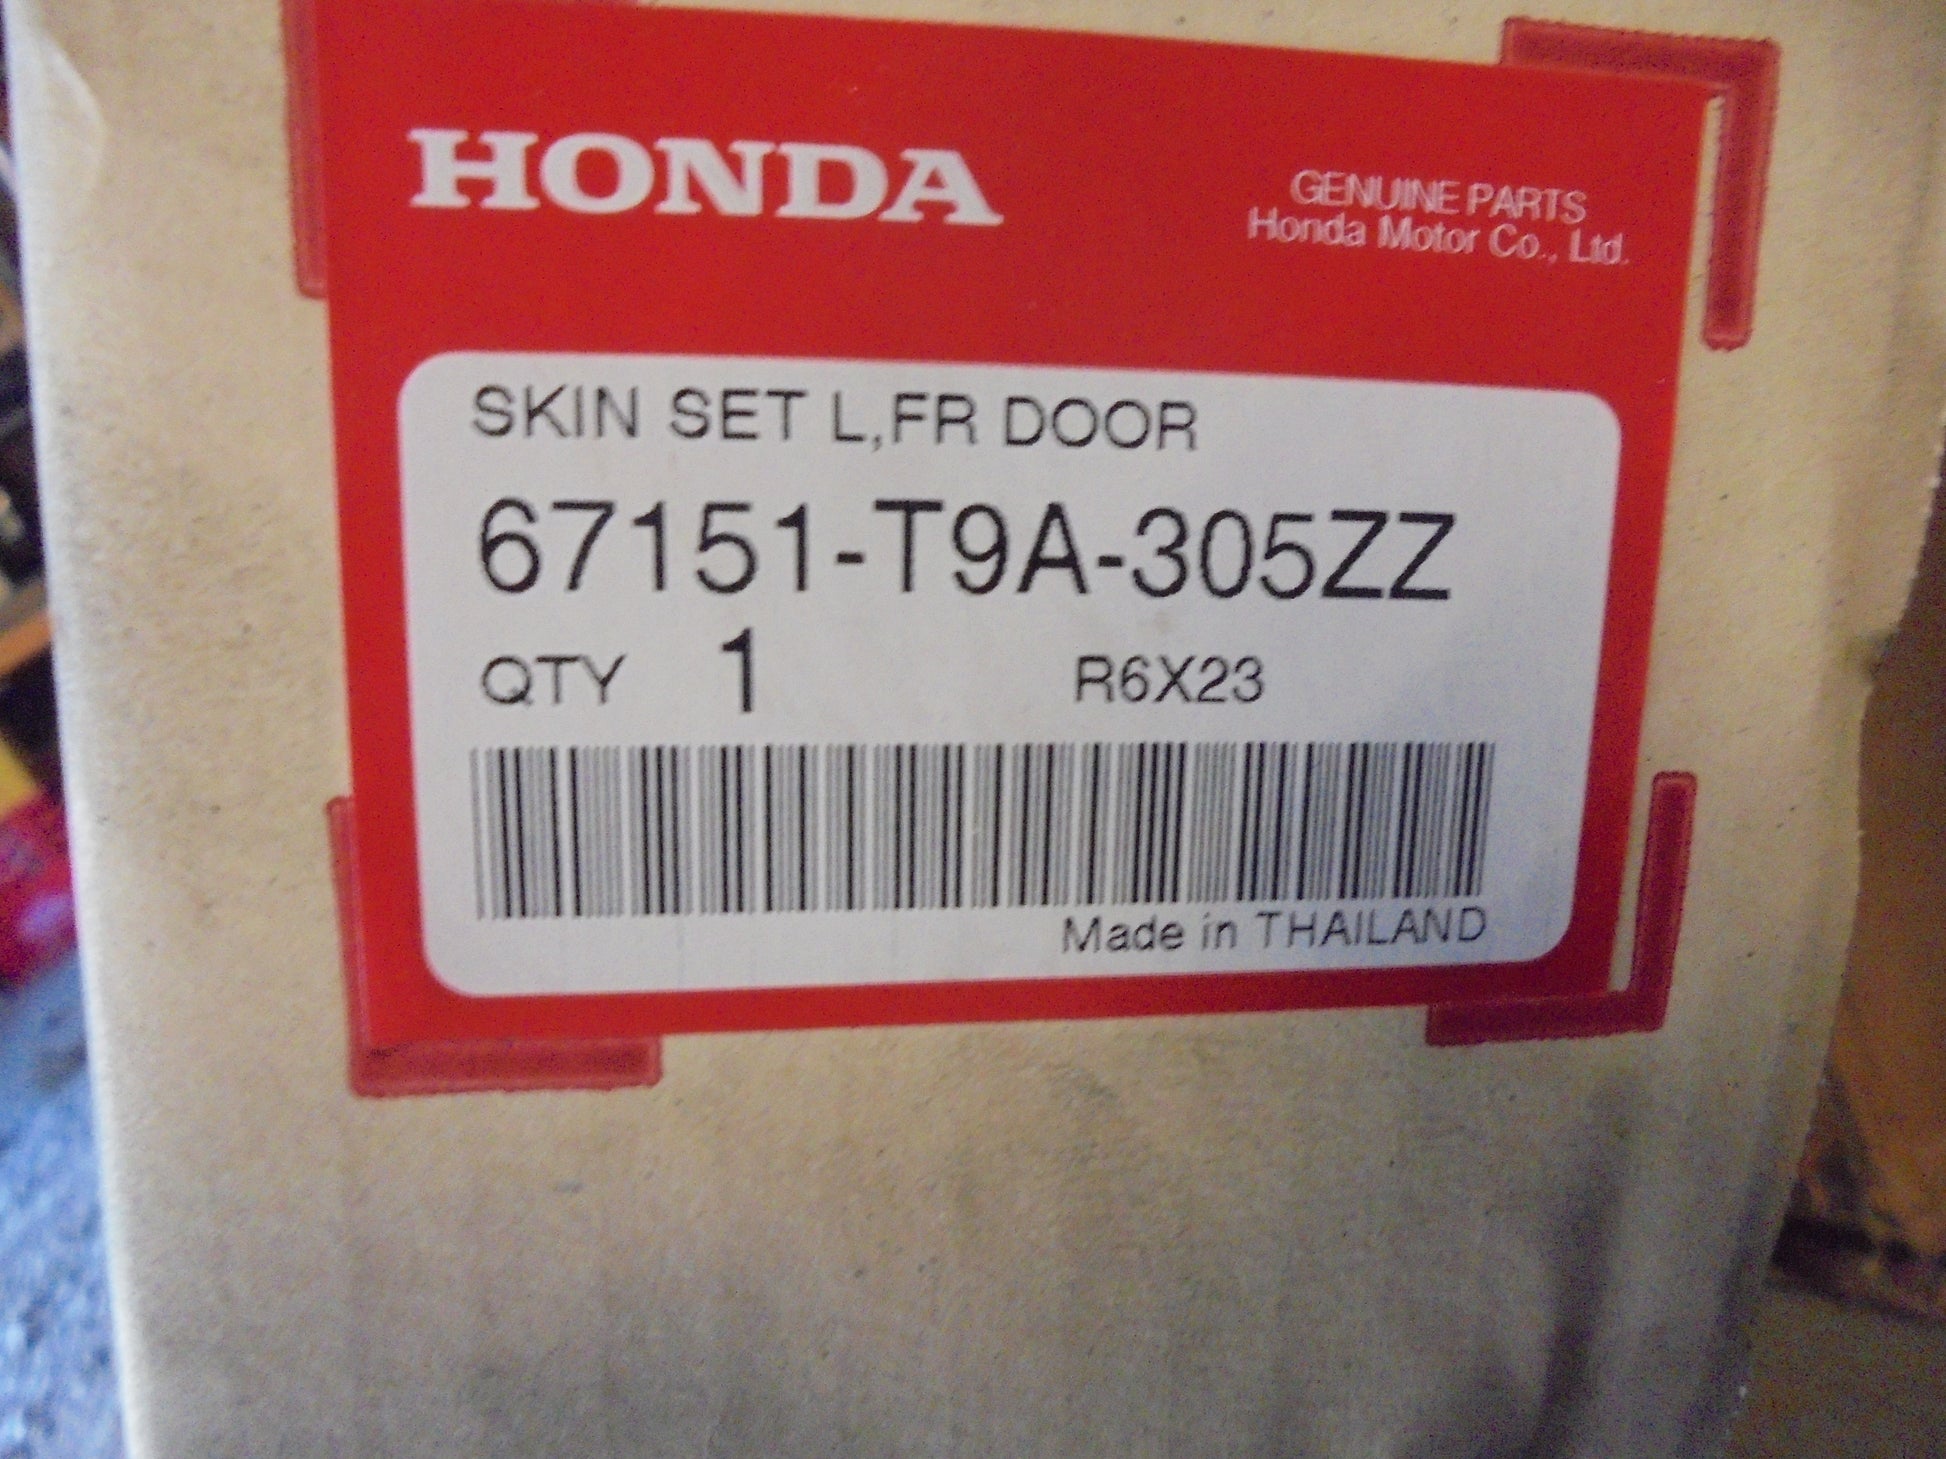 HONDA
GENUINE PARTS
Honda Motor Co., Ltd.
SKIN SET L,FR DOOR
67151-T9A-305ZZ
QTY 1 R6X23
Made in THAILAND